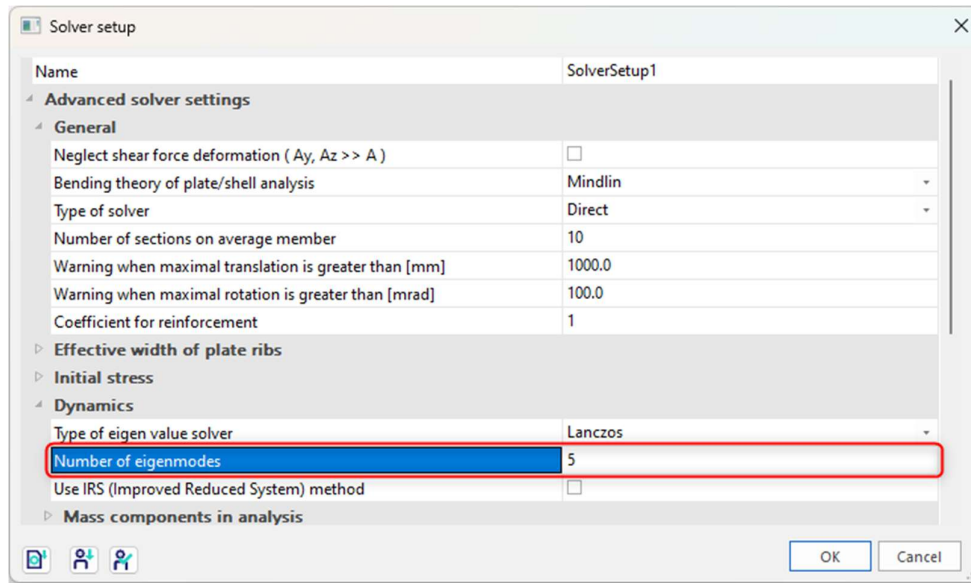 Solver setup
Name SolverSetup1
Advanced solver settings
General
Neglect shear force deformation ( Ay, Az >> A )
Bending theory of plate/shell analysis Mindlin
Type of solver Direct
Number of sections on average member 10
Warning when maximal translation is greater than [mm] 1000.0
Warning when maximal rotation is greater than [mrad] 100.0
Coefficient for reinforcement 1
Effective width of plate ribs
Initial stress
Dynamics
Type of eigen value solver Lanczos
Number of eigenmodes 5
Use IRS (Improved Reduced System) method
Mass components in analysis
OK Cancel